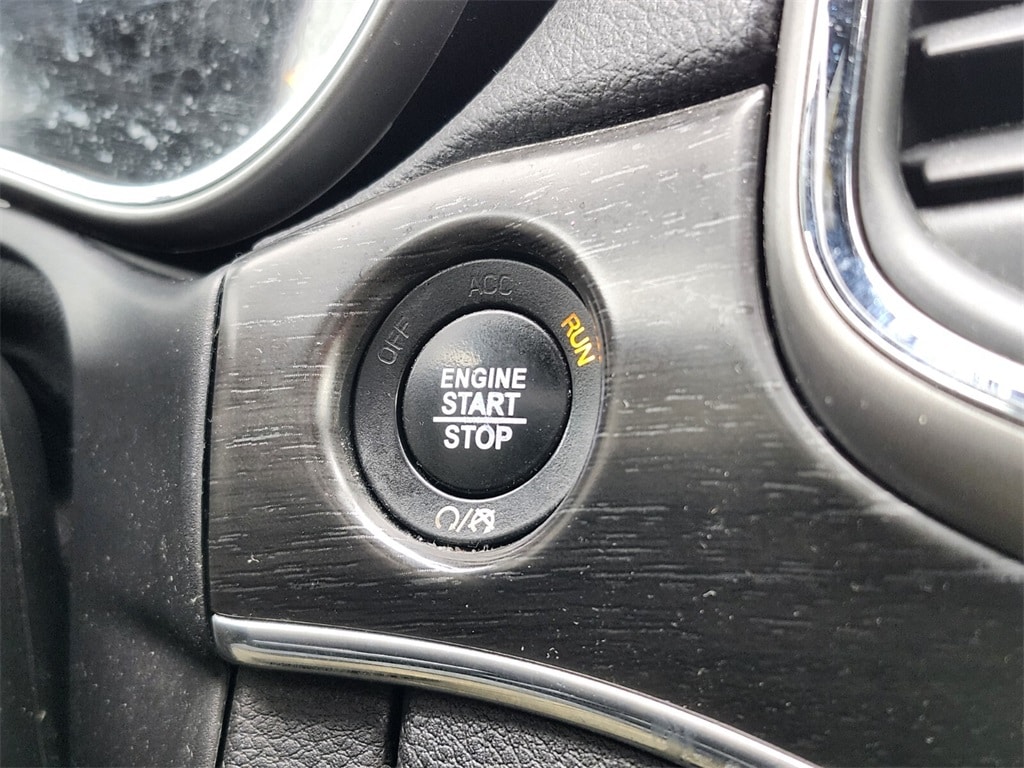 ACC
OFF
RUN
ENGINE
START
STOP